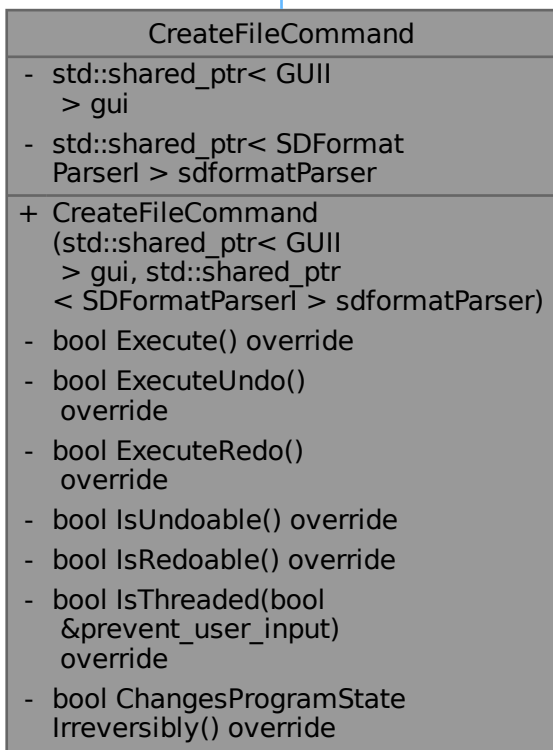 CreateFileCommand
- std::shared_ptr< GUII
> gui
- std::shared_ptr< SDFormat
ParserI > sdformatParser
+ CreateFileCommand
(std::shared_ptr< GUII
> gui, std::shared_ptr
< SDFormatParserI > sdformatParser)
- bool Execute() override
- bool ExecuteUndo()
override
- bool ExecuteRedo()
override
- bool IsUndoable() override
- bool IsRedoable() override
- bool IsThreaded(bool
&prevent_user_input)
override
- bool ChangesProgramState
Irreversibly() override